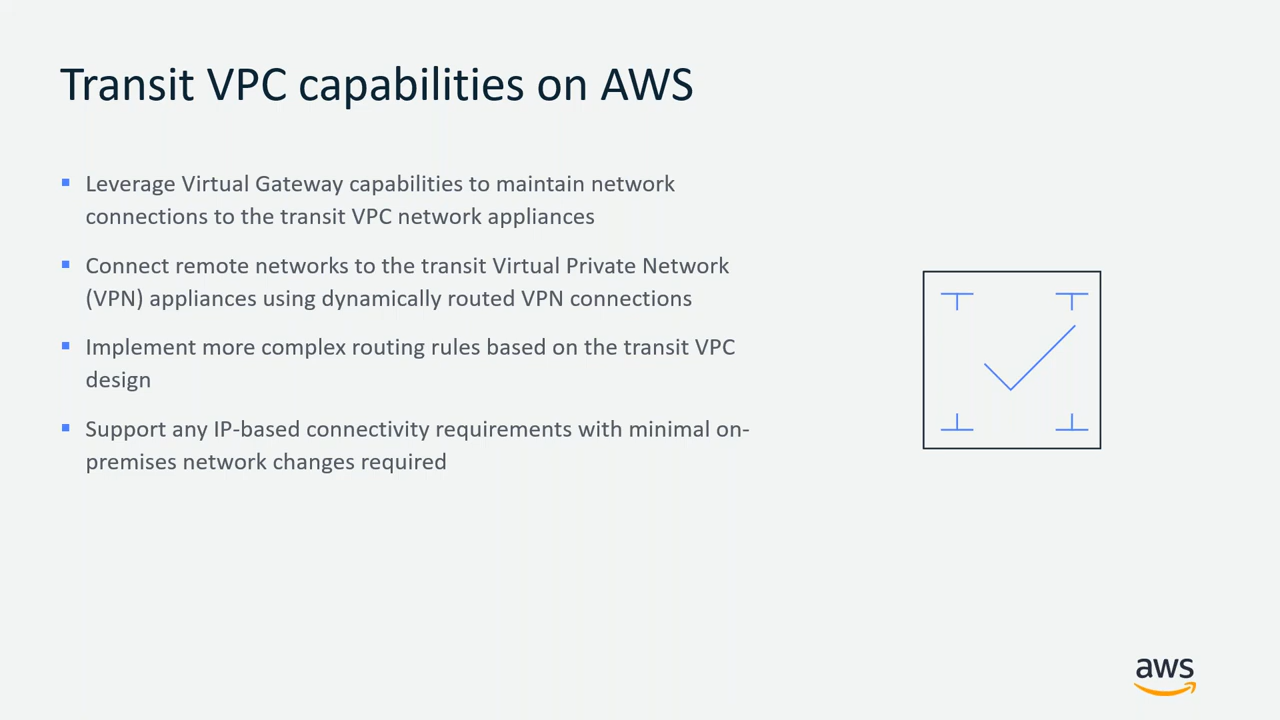 Transit VPC capabilities on AWS
Leverage Virtual Gateway capabilities to maintain network
connections to the transit VPC network appliances
Connect remote networks to the transit Virtual Private Network
(VPN) appliances using dynamically routed VPN connections
Implement more complex routing rules based on the transit VPC
design
Support any IP-based connectivity requirements with minimal on-
premises network changes required
aws